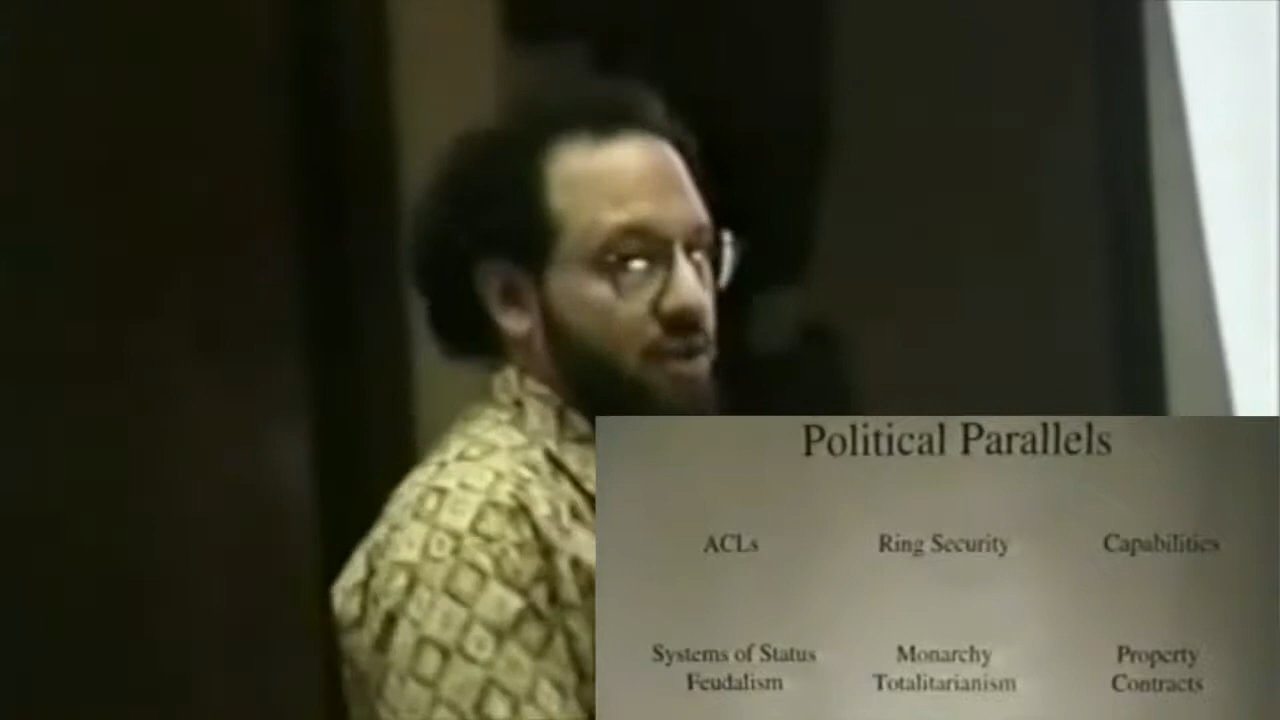 Political Parallels
ACLs Ring Security Capabilities
Systems of Status Monarchy Property
Feudalism Totalitarianism Contracts